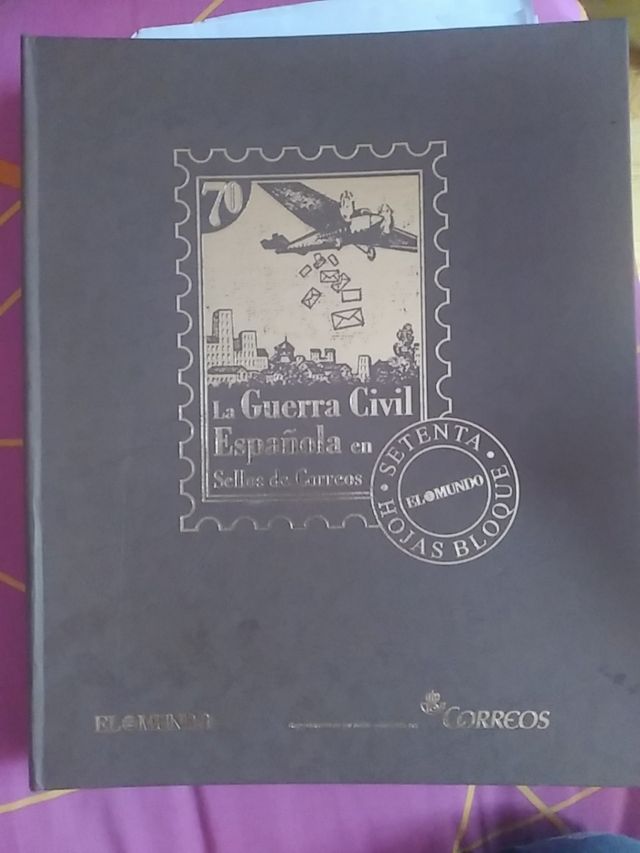 70
La Guerra Civil
Española en
Sellos de Correos
• SETENTA •
HOJAS BLOQUE
EL MUNDO
EL MUNDO
CORREOS